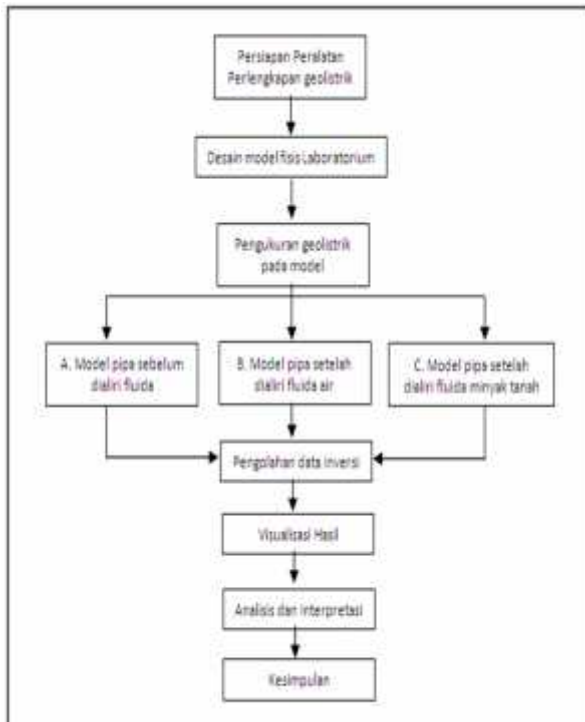 Persiapan Peralatan
Perlengkapan geolistrik
Desain model fisis Laboratorium
Pengukuran geolistrik
pada model
A. Model pipa sebelum
dialiri fluida
B. Model pipa setelah
dialiri fluida air
C. Model pipa setelah
dialiri fluida minyak tanah
Pengolahan data inversi
Visualisasi Hasil
Analisis dan Interpretasi
Kesimpulan